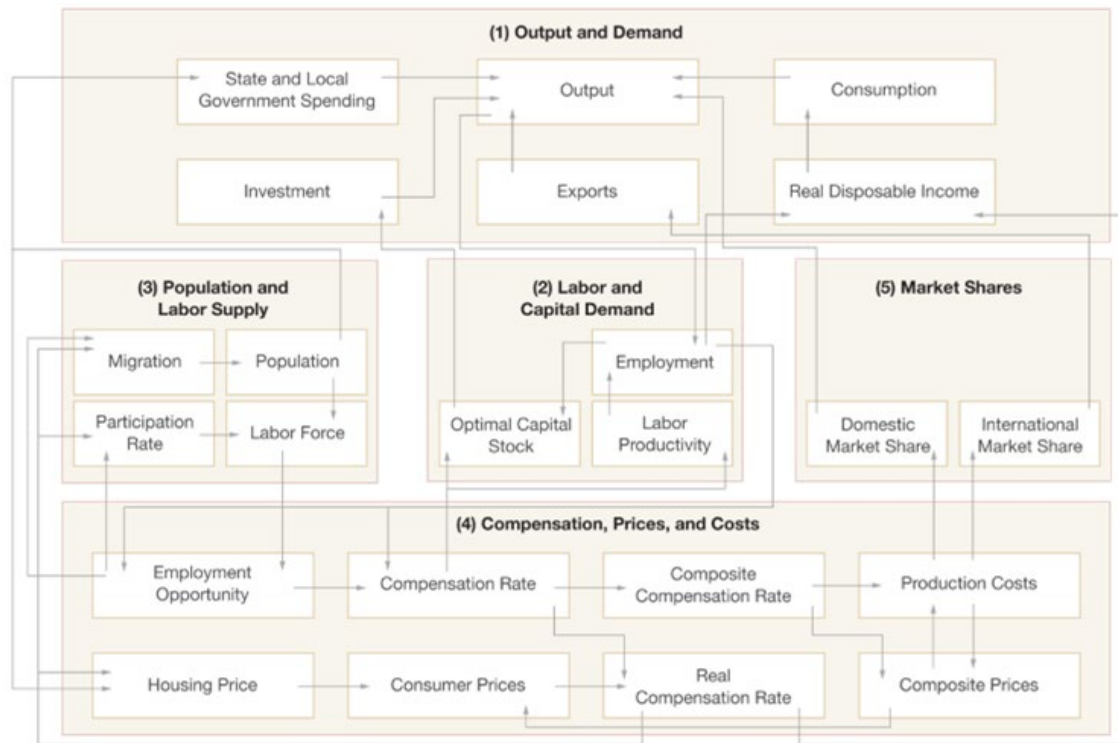 (1) Output and Demand
State and Local
Government Spending
Output
Consumption
Investment
Exports
Real Disposable Income
(3) Population and
Labor Supply
Migration
Population
Participation
Rate
Labor Force
(2) Labor and
Capital Demand
Employment
Optimal Capital
Stock
Labor
Productivity
(5) Market Shares
Domestic
Market Share
International
Market Share
(4) Compensation, Prices, and Costs
Employment
Opportunity
Compensation Rate
Composite
Compensation Rate
Production Costs
Housing Price
Consumer Prices
Real
Compensation Rate
Composite Prices